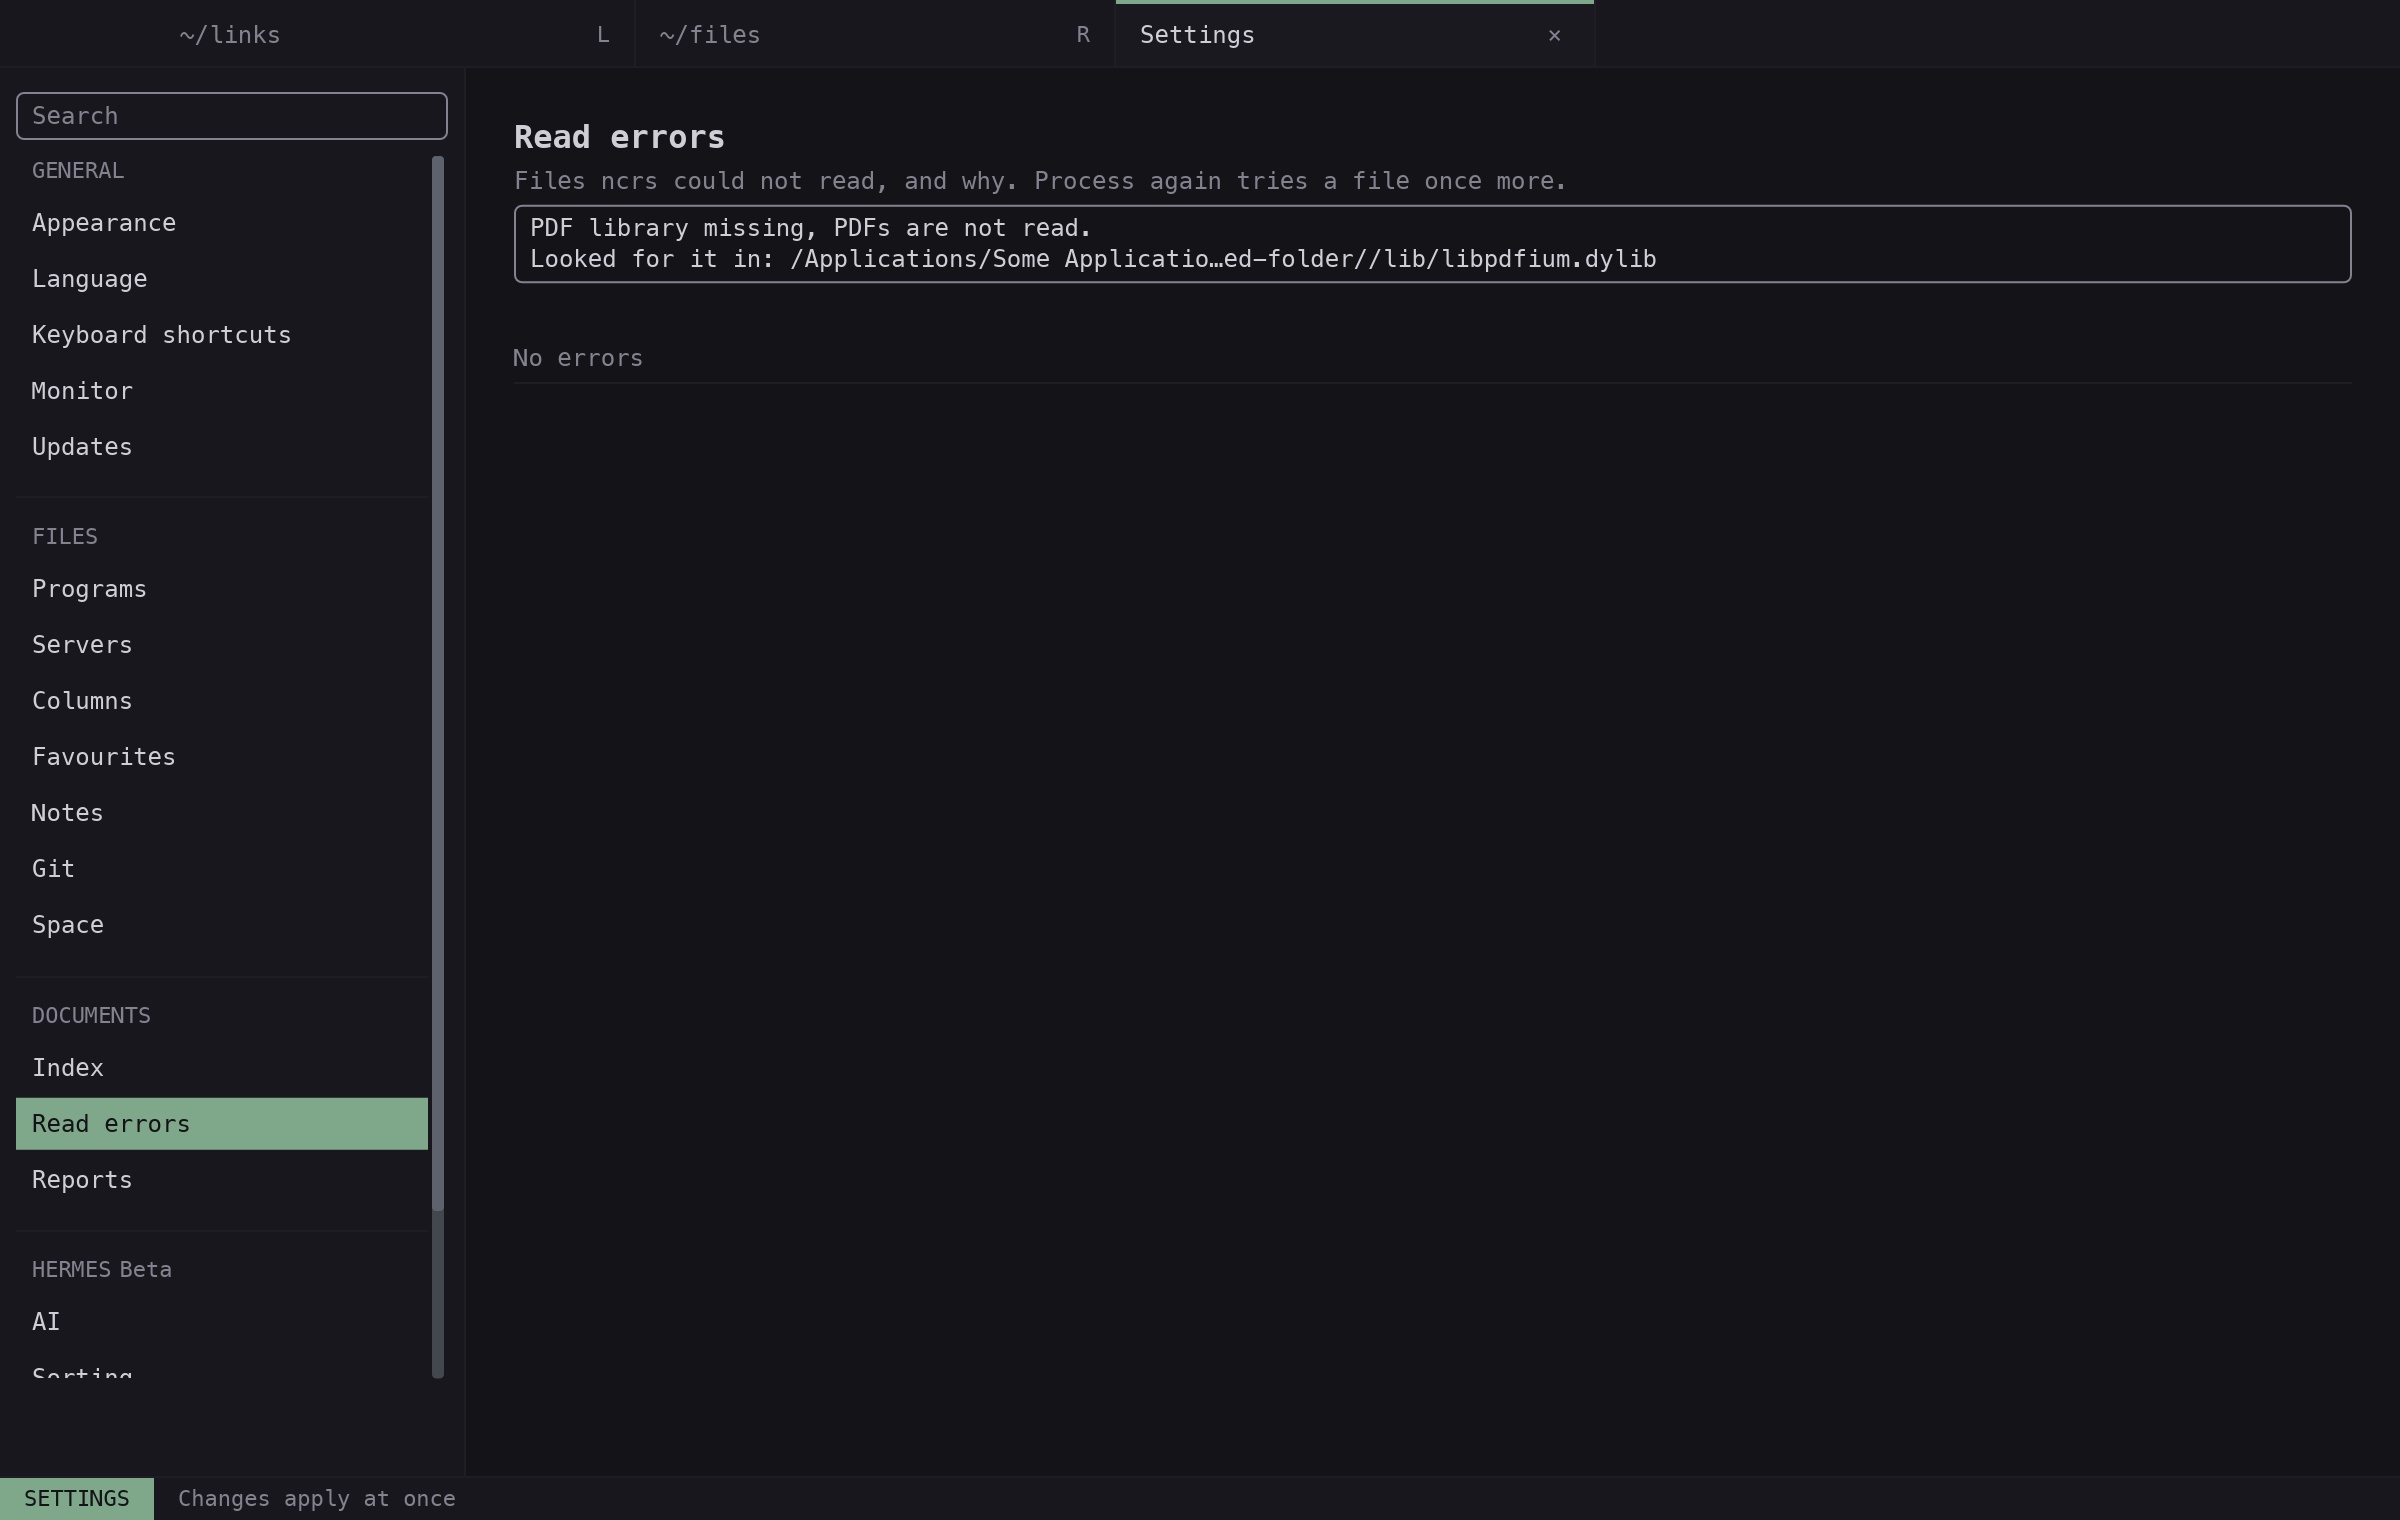 ~/links L ~/files R Settings ×
Search
GENERAL
Appearance
Language
Keyboard shortcuts
Monitor
Updates
FILES
Programs
Servers
Columns
Favourites
Notes
Git
Space
DOCUMENTS
Index
Read errors
Reports
HERMES Beta
AI
Sorting
Read errors
Files ncrs could not read, and why. Process again tries a file once more.
PDF library missing, PDFs are not read.
Looked for it in: /Applications/Some Applicatio…ed-folder//lib/libpdfium.dylib
No errors
SETTINGS Changes apply at once